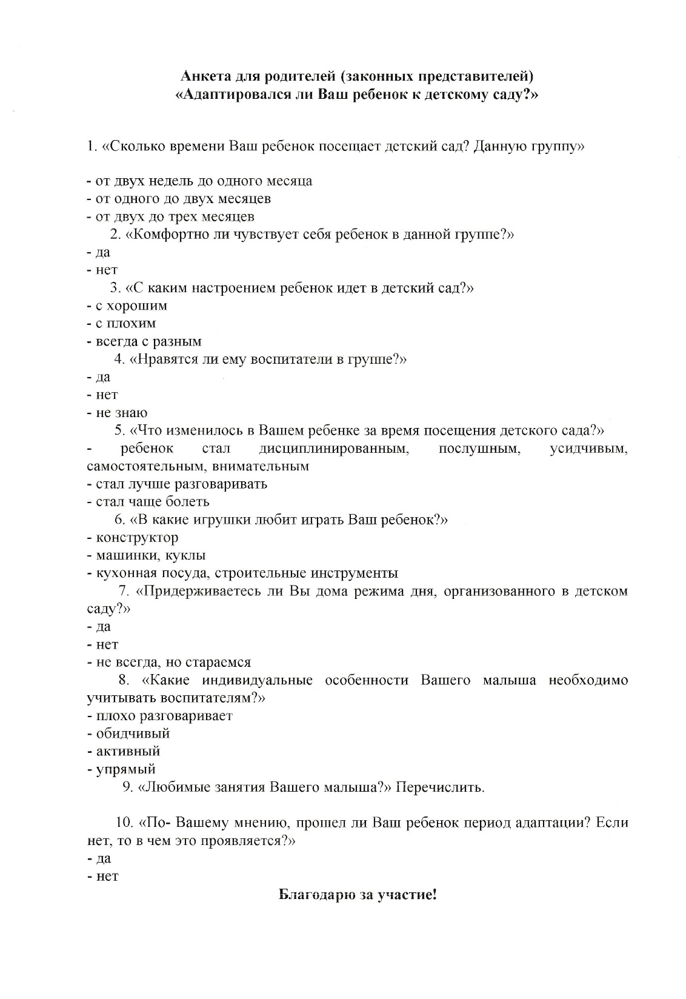 Анкета для родителей (законных представителей)
«Адаптировался ли Ваш ребенок к детскому саду?»
1. «Сколько времени Ваш ребенок посещает детский сад? Данную группу»
- от двух недель до одного месяца
- от одного до двух месяцев
- от двух до трех месяцев
2. «Комфортно ли чувствует себя ребенок в данной группе?»
- да
- нет
3. «С каким настроением ребенок идет в детский сад?»
- с хорошим
- с плохим
- всегда с разным
4. «Нравятся ли ему воспитатели в группе?»
- да
- нет
- не знаю
5. «Что изменилось в Вашем ребенке за время посещения детского сада?»
- ребенок стал дисциплинированным, послушным, усидчивым,
самостоятельным, внимательным
- стал лучше разговаривать
- стал чаще болеть
6. «В какие игрушки любит играть Ваш ребенок?»
- конструктор
- машинки, куклы
- кухонная посуда, строительные инструменты
7. «Придерживаетесь ли Вы дома режима дня, организованного в детском
саду?»
- да
- нет
- не всегда, но стараемся
8. «Какие индивидуальные особенности Вашего малыша необходимо
учитывать воспитателям?»
- плохо разговаривает
- обидчивый
- активный
- упрямый
9. «Любимые занятия Вашего малыша?» Перечислить.
10. «По- Вашему мнению, прошел ли Ваш ребенок период адаптации? Если
нет, то в чем это проявляется?»
- да
- нет
Благодарю за участие!